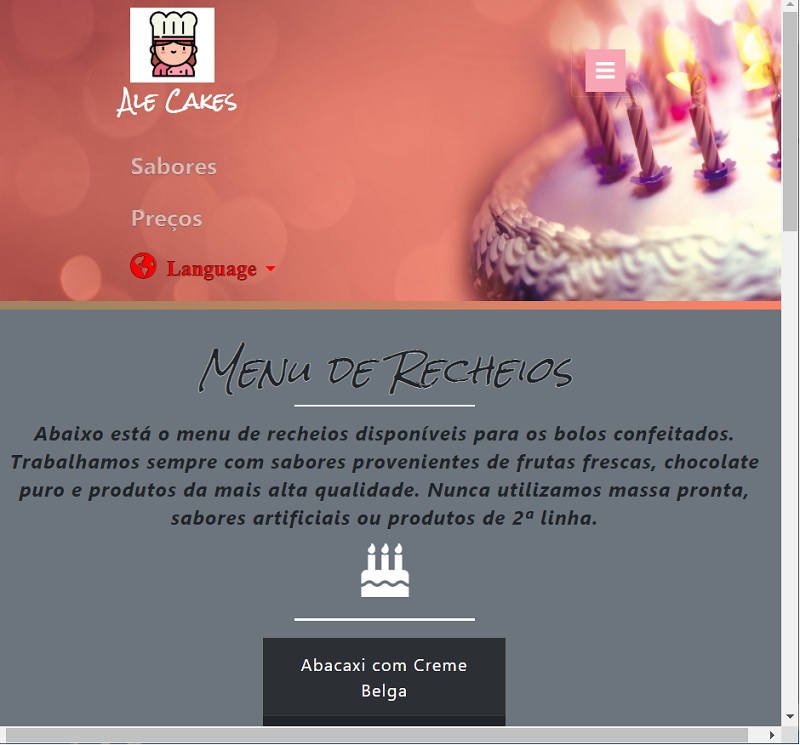 Ale Cakes
Sabores
Preços
Language
Menu de Recheios
Abaixo está o menu de recheios disponíveis para os bolos confeitados.
Trabalhamos sempre com sabores provenientes de frutas frescas, chocolate
puro e produtos da mais alta qualidade. Nunca utilizamos massa pronta,
sabores artificiais ou produtos de 2ª linha.
Abacaxi com Creme
Belga